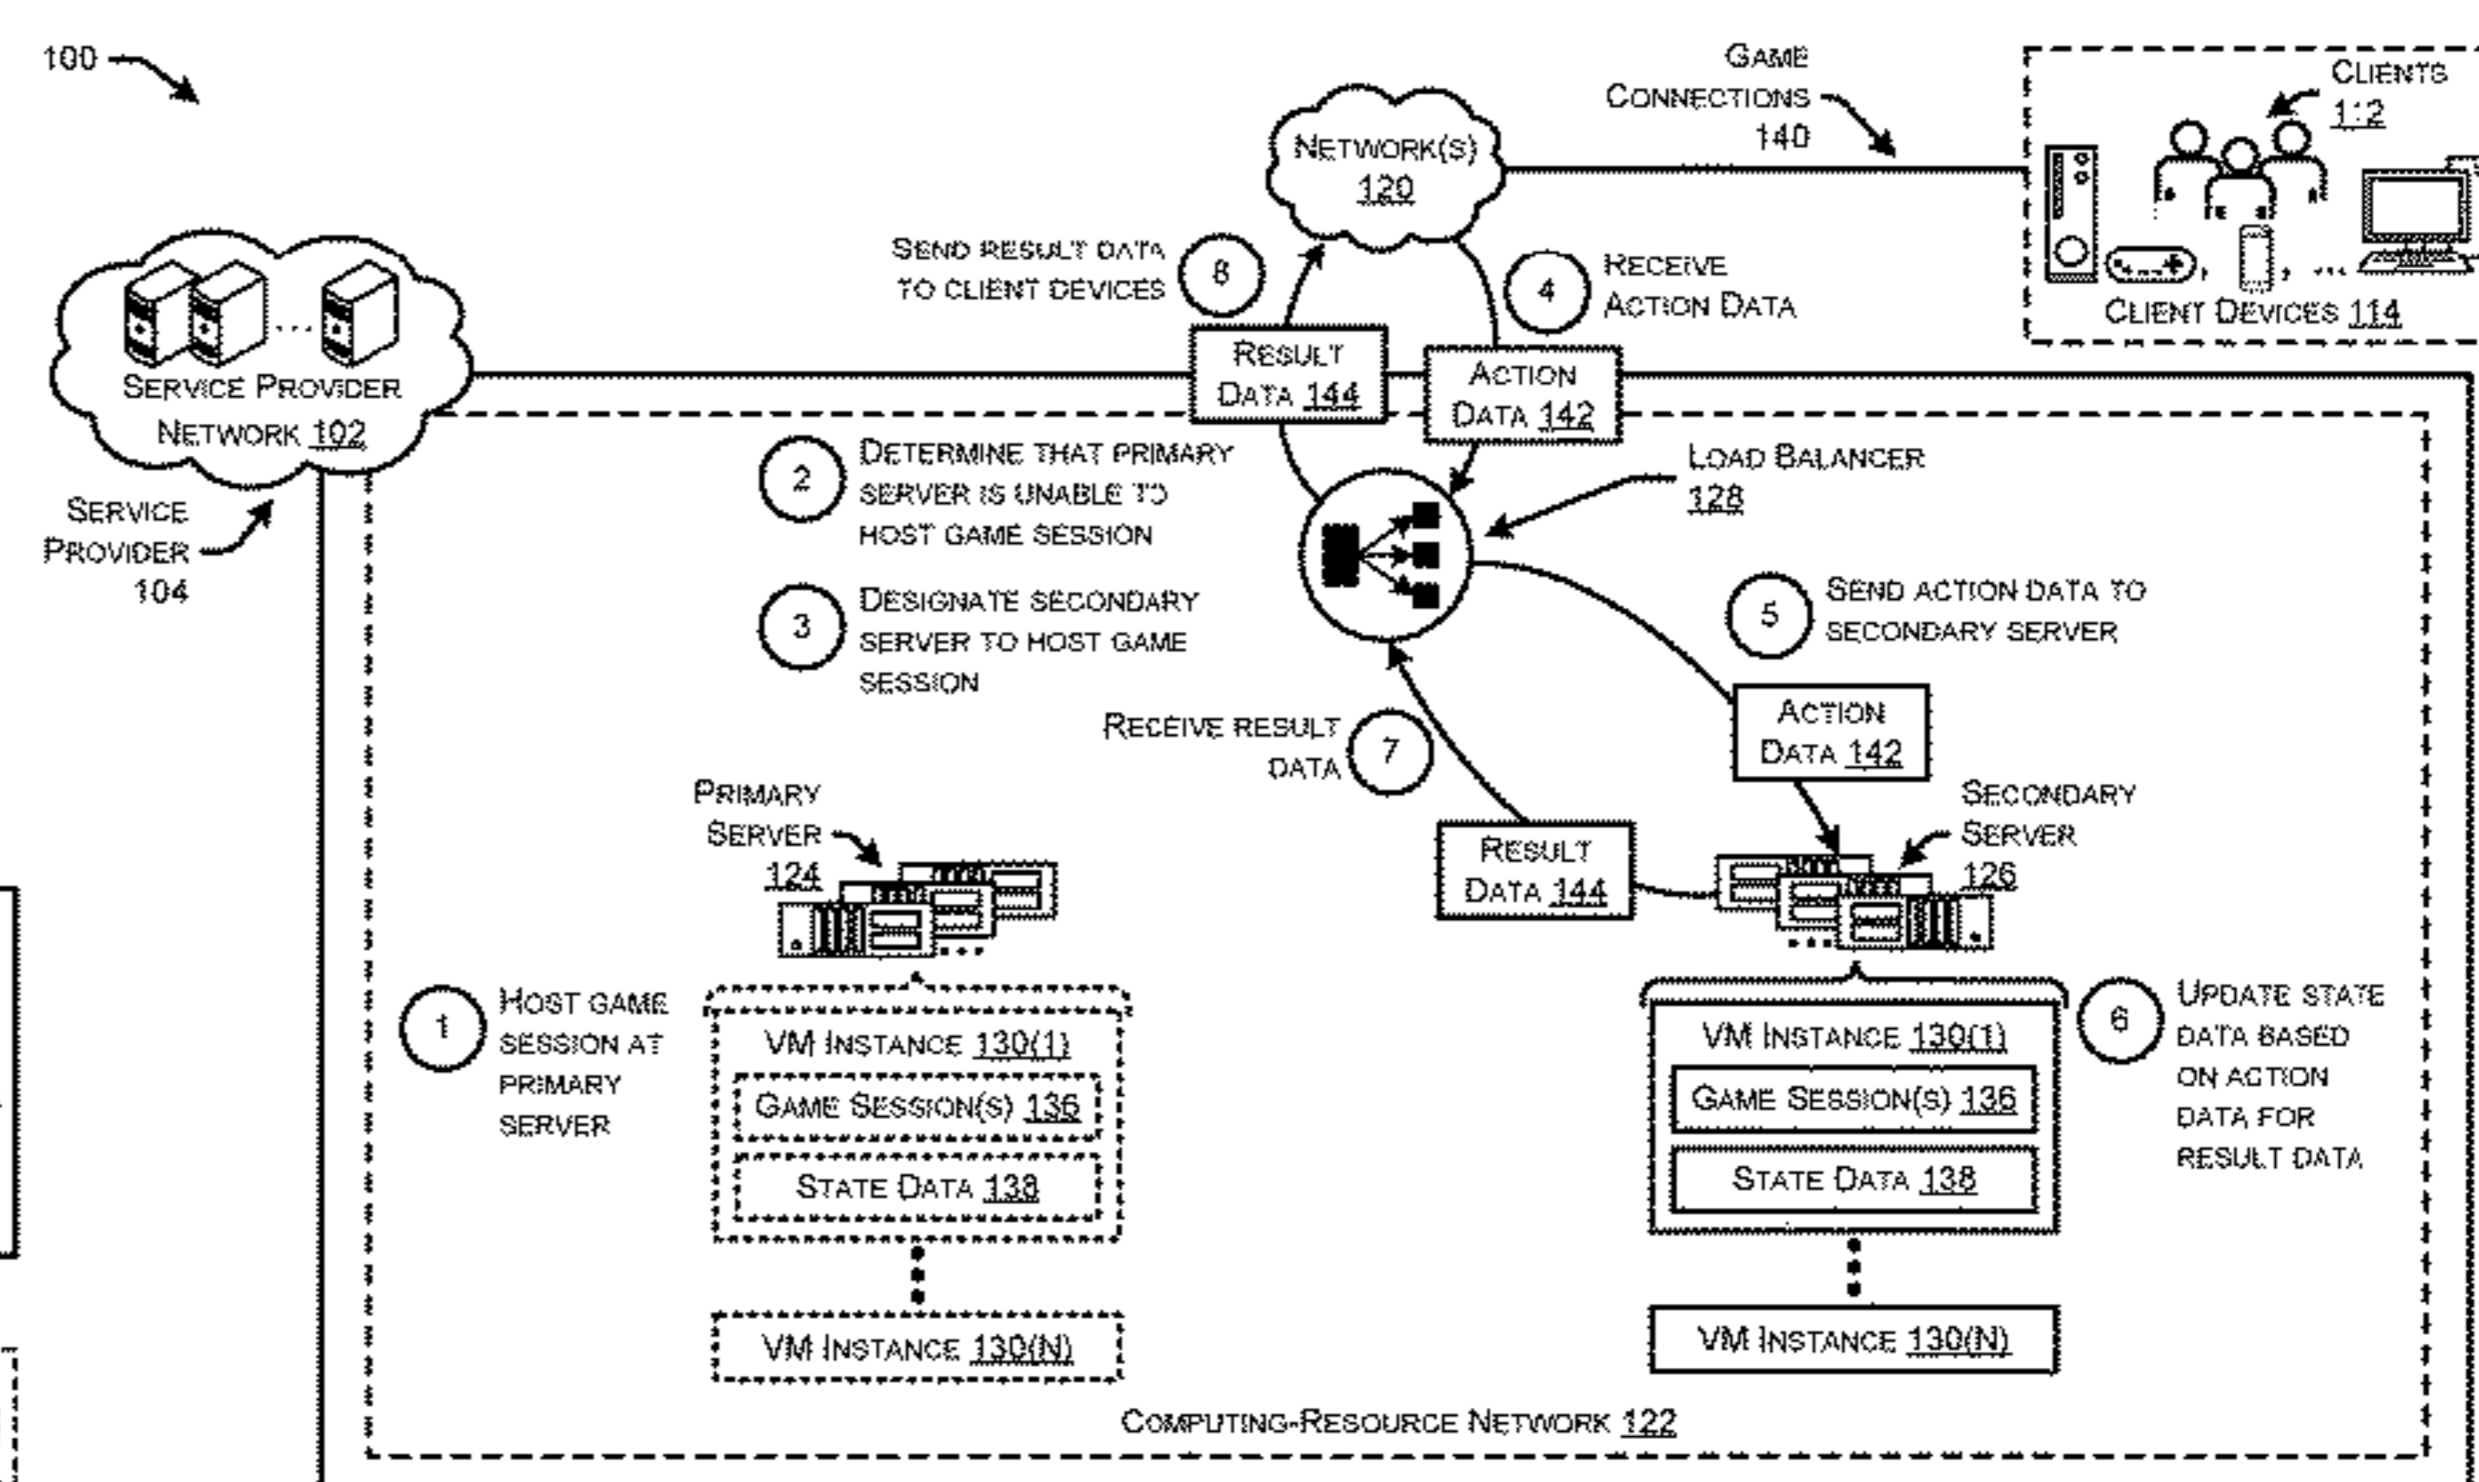 100
GAME
CONNECTIONS
140
CLIENTS
112
NETWORK(S)
120
CLIENT DEVICES 114
SEND RESULT DATA
TO CLIENT DEVICES
8
4
RECEIVE
ACTION DATA
RESULT
DATA 144
ACTION
DATA 142
SERVICE PROVIDER
NETWORK 102
SERVICE
PROVIDER
104
2
DETERMINE THAT PRIMARY
SERVER IS UNABLE TO
HOST GAME SESSION
LOAD BALANCER
128
3
DESIGNATE SECONDARY
SERVER TO HOST GAME
SESSION
5
SEND ACTION DATA TO
SECONDARY SERVER
RECEIVE RESULT
DATA
7
ACTION
DATA 142
PRIMARY
SERVER
124
RESULT
DATA 144
SECONDARY
SERVER
126
1
HOST GAME
SESSION AT
PRIMARY
SERVER
VM INSTANCE 130(1)
GAME SESSION(S) 136
STATE DATA 138
VM INSTANCE 130(N)
VM INSTANCE 130(1)
GAME SESSION(S) 136
STATE DATA 138
VM INSTANCE 130(N)
6
UPDATE STATE
DATA BASED
ON ACTION
DATA FOR
RESULT DATA
COMPUTING-RESOURCE NETWORK 122